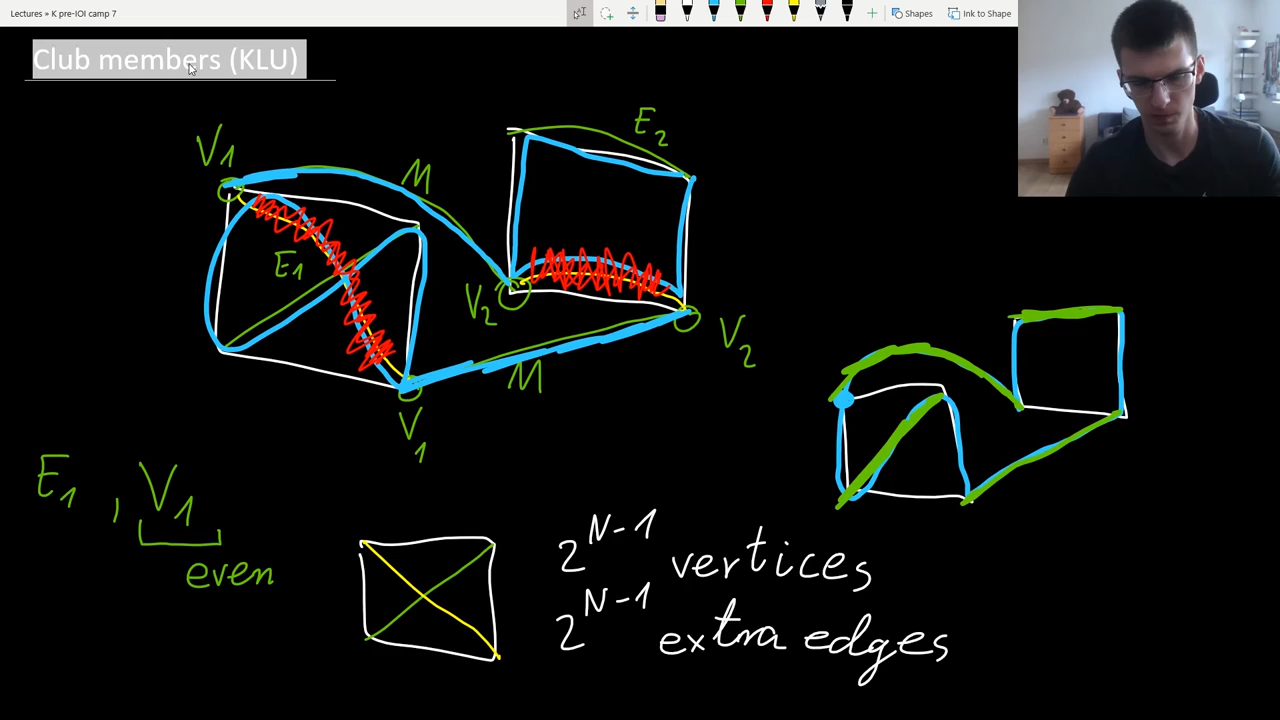 Lectures » K pre-IOI camp 7
Shapes
Ink to Shape
Club members (KLU)
V1
M
E2
E1
V2
V2
M
V1
E1, V1
even
2^N-1 vertices
2^N-1 extra edges